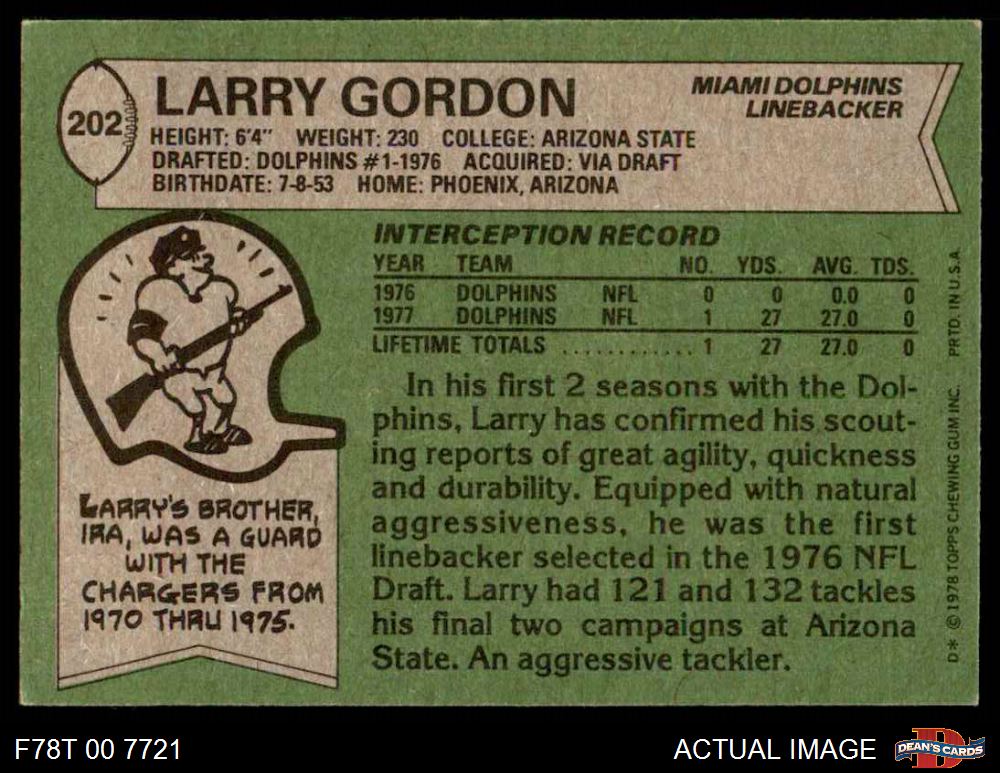 202
LARRY GORDON
MIAMI DOLPHINS
LINEBACKER
HEIGHT: 6'4" WEIGHT: 230 COLLEGE: ARIZONA STATE
DRAFTED: DOLPHINS #1-1976 ACQUIRED: VIA DRAFT
BIRTHDATE: 7-8-53 HOME: PHOENIX, ARIZONA
INTERCEPTION RECORD
YEAR TEAM NO. YDS. AVG. TDS.
1976 DOLPHINS NFL 0 0 0.0 0
1977 DOLPHINS NFL 1 27 27.0 0
LIFETIME TOTALS ............ 1 27 27.0 0
In his first 2 seasons with the Dol-
phins, Larry has confirmed his scout-
ing reports of great agility, quickness
and durability. Equipped with natural
aggressiveness, he was the first
linebacker selected in the 1976 NFL
Draft. Larry had 121 and 132 tackles
his final two campaigns at Arizona
State. An aggressive tackler.
LARRY'S BROTHER,
IRA, WAS A GUARD
WITH THE
CHARGERS FROM
1970 THRU 1975.
D* © 1978 TOPPS CHEWING GUM INC. PRTD. IN U.S.A.
F78T 00 7721
ACTUAL IMAGE
D
DEAN'S CARDS